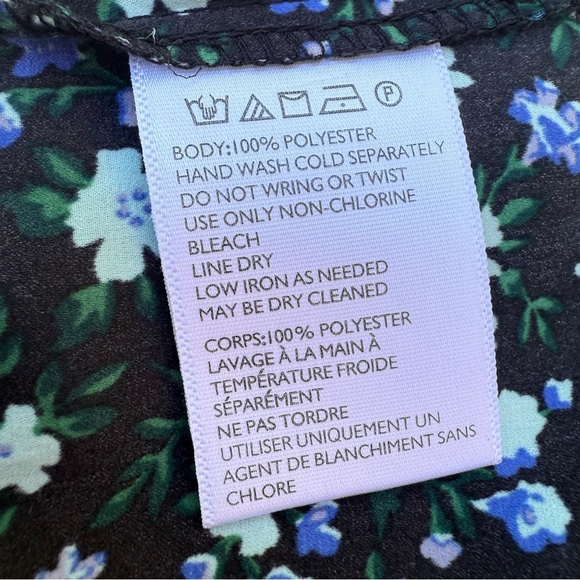 P
BODY:100% POLYESTER
HAND WASH COLD SEPARATELY
DO NOT WRING OR TWIST
USE ONLY NON-CHLORINE
BLEACH
LINE DRY
LOW IRON AS NEEDED
MAY BE DRY CLEANED
CORPS:100% POLYESTER
LAVAGE À LA MAIN À
TEMPÉRATURE FROIDE
SÉPARÉMENT
NE PAS TORDRE
UTILISER UNIQUEMENT UN
AGENT DE BLANCHIMENT SANS
CHLORE